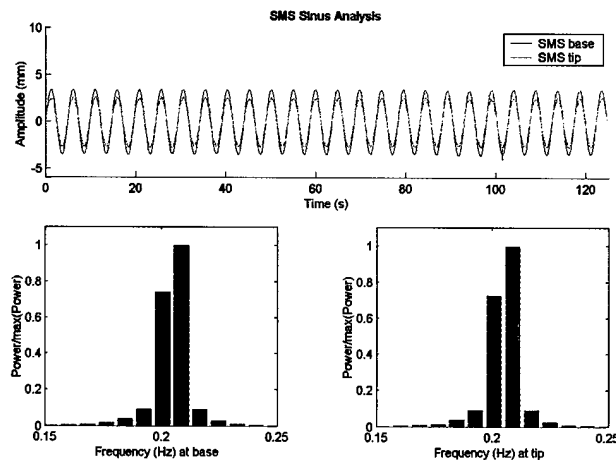 SMS Sinus Analysis
SMS base
SMS tip
Amplitude (mm)
10
5
0
-5
0 20 40 60 80 100 120
Time (s)
Power/max(Power)
1
0.8
0.6
0.4
0.2
0
0.15 0.2 0.25
Frequency (Hz) at base
Power/max(Power)
1
0.8
0.6
0.4
0.2
0
0.15 0.2 0.25
Frequency (Hz) at tip